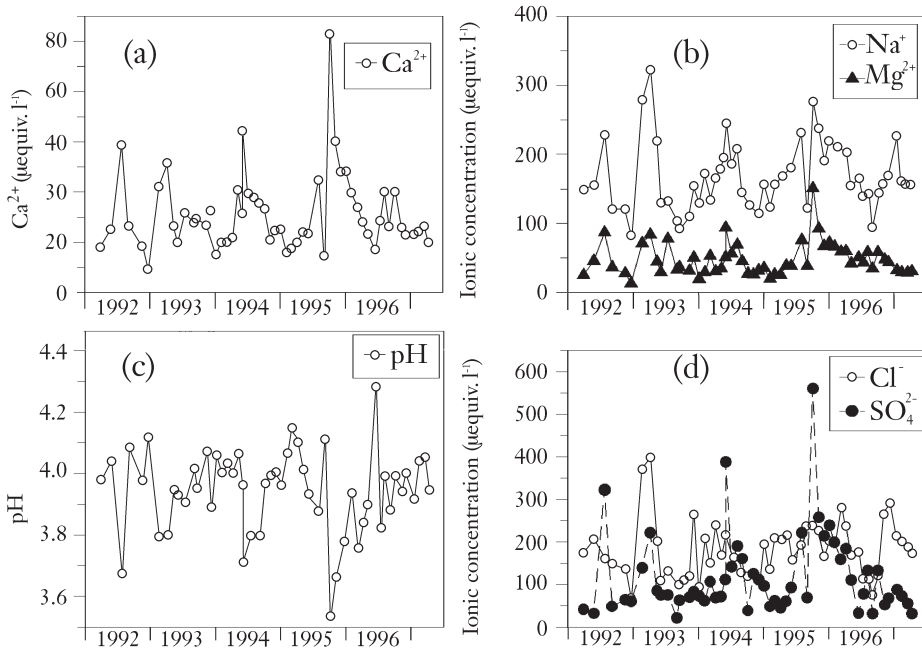 80
60
40
30
20
0
Ca²⁺ (µequiv. l⁻¹)
(a)
Ca²⁺
1992 1993 1994 1995 1996
400
300
200
100
0
Ionic concentration (µequiv. l⁻¹)
(b)
Na⁺
Mg²⁺
1992 1993 1994 1995 1996
4.4
4.2
4.0
3.8
3.6
pH
(c)
pH
1992 1993 1994 1995 1996
600
500
400
300
200
100
0
Ionic concentration (µequiv. l⁻¹)
(d)
Cl⁻
SO₄²⁻
1992 1993 1994 1995 1996